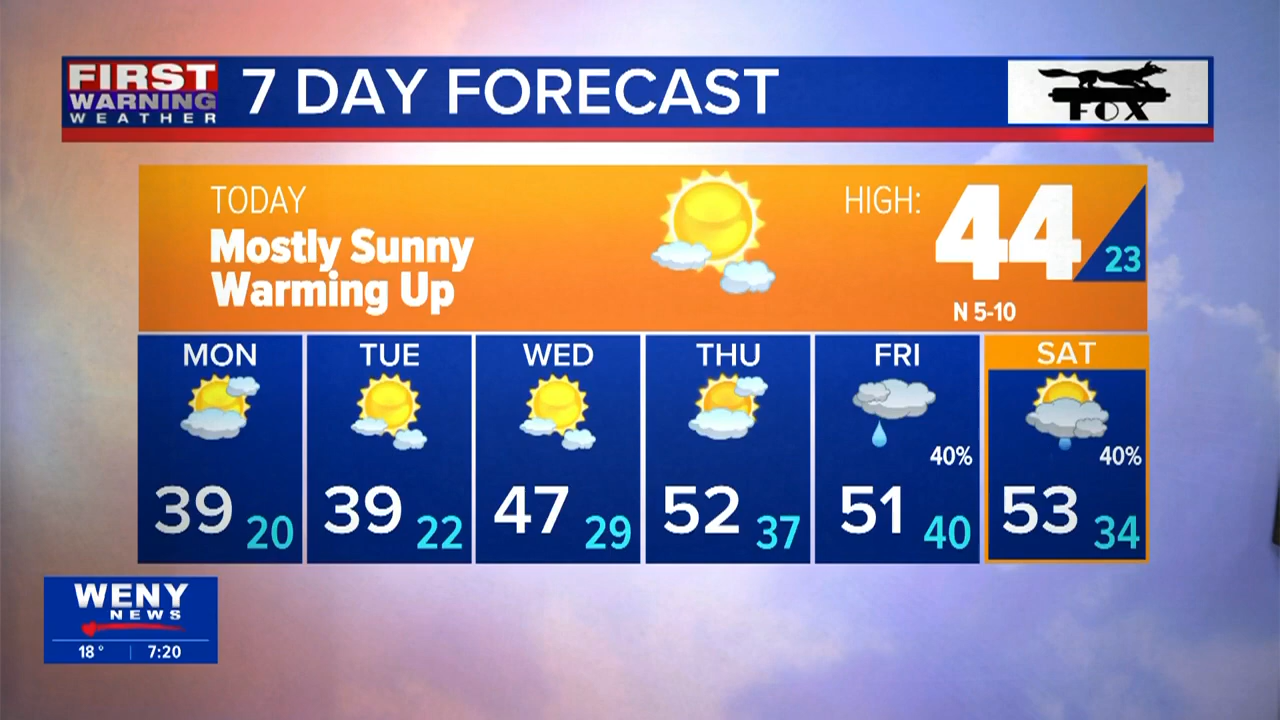 FIRST
WARNING
WEATHER
7 DAY FORECAST
FOX
TODAY
Mostly Sunny
Warming Up
HIGH:
44
23
N 5-10
MON TUE WED THU FRI SAT
40% 40%
39 20 39 22 47 29 52 37 51 40 53 34
WENY
NEWS
18° | 7:20